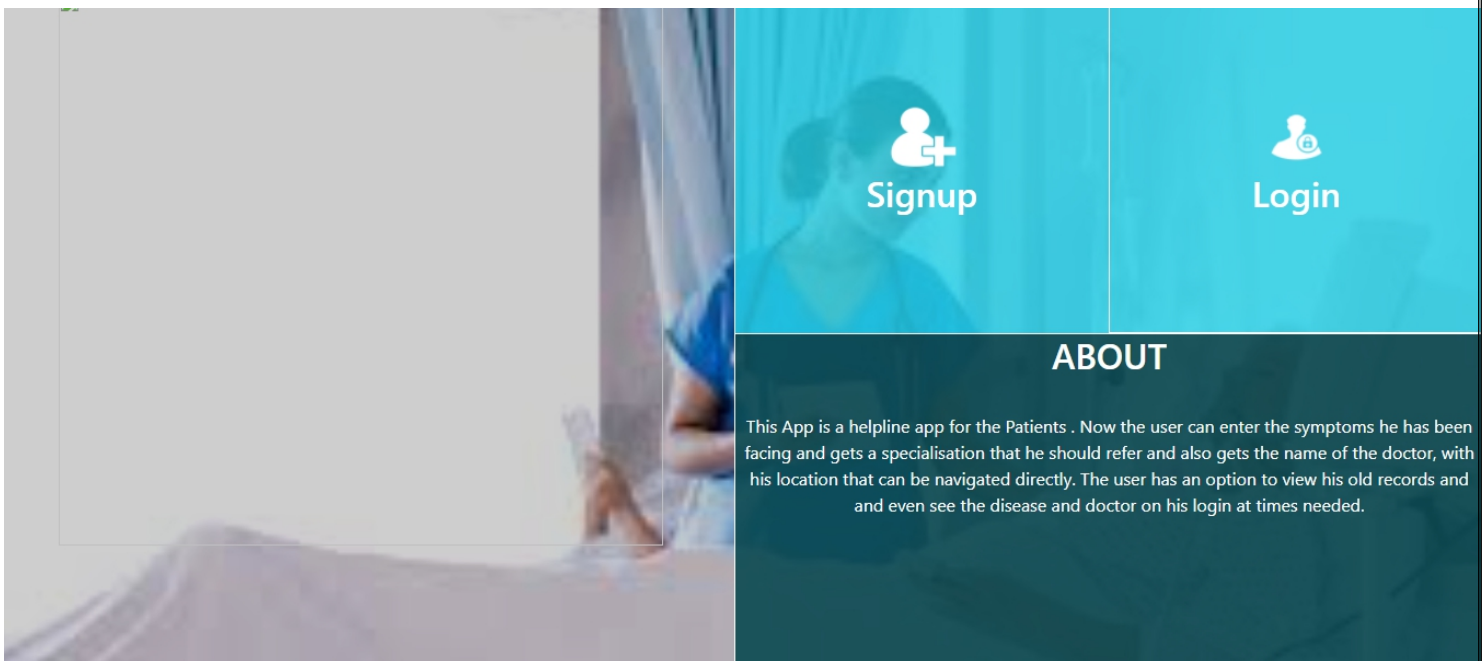 Signup
Login
ABOUT
This App is a helpline app for the Patients . Now the user can enter the symptoms he has been
facing and gets a specialisation that he should refer and also gets the name of the doctor, with
his location that can be navigated directly. The user has an option to view his old records and
and even see the disease and doctor on his login at times needed.